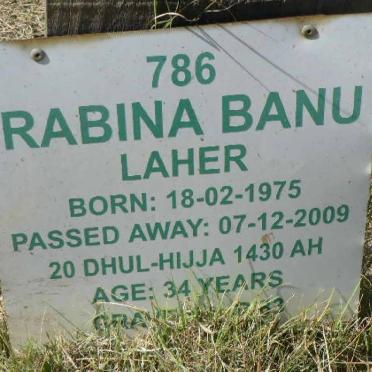 786
RABINA BANU
LAHER
BORN: 18-02-1975
PASSED AWAY: 07-12-2009
20 DHUL-HIJJA 1430 AH
AGE: 34 YEARS